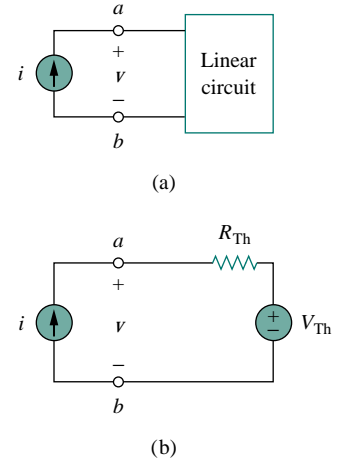 a
+
i
v
Linear
circuit
–
b
(a)
R_Th
a
+
i
v
+
–
V_Th
–
b
(b)